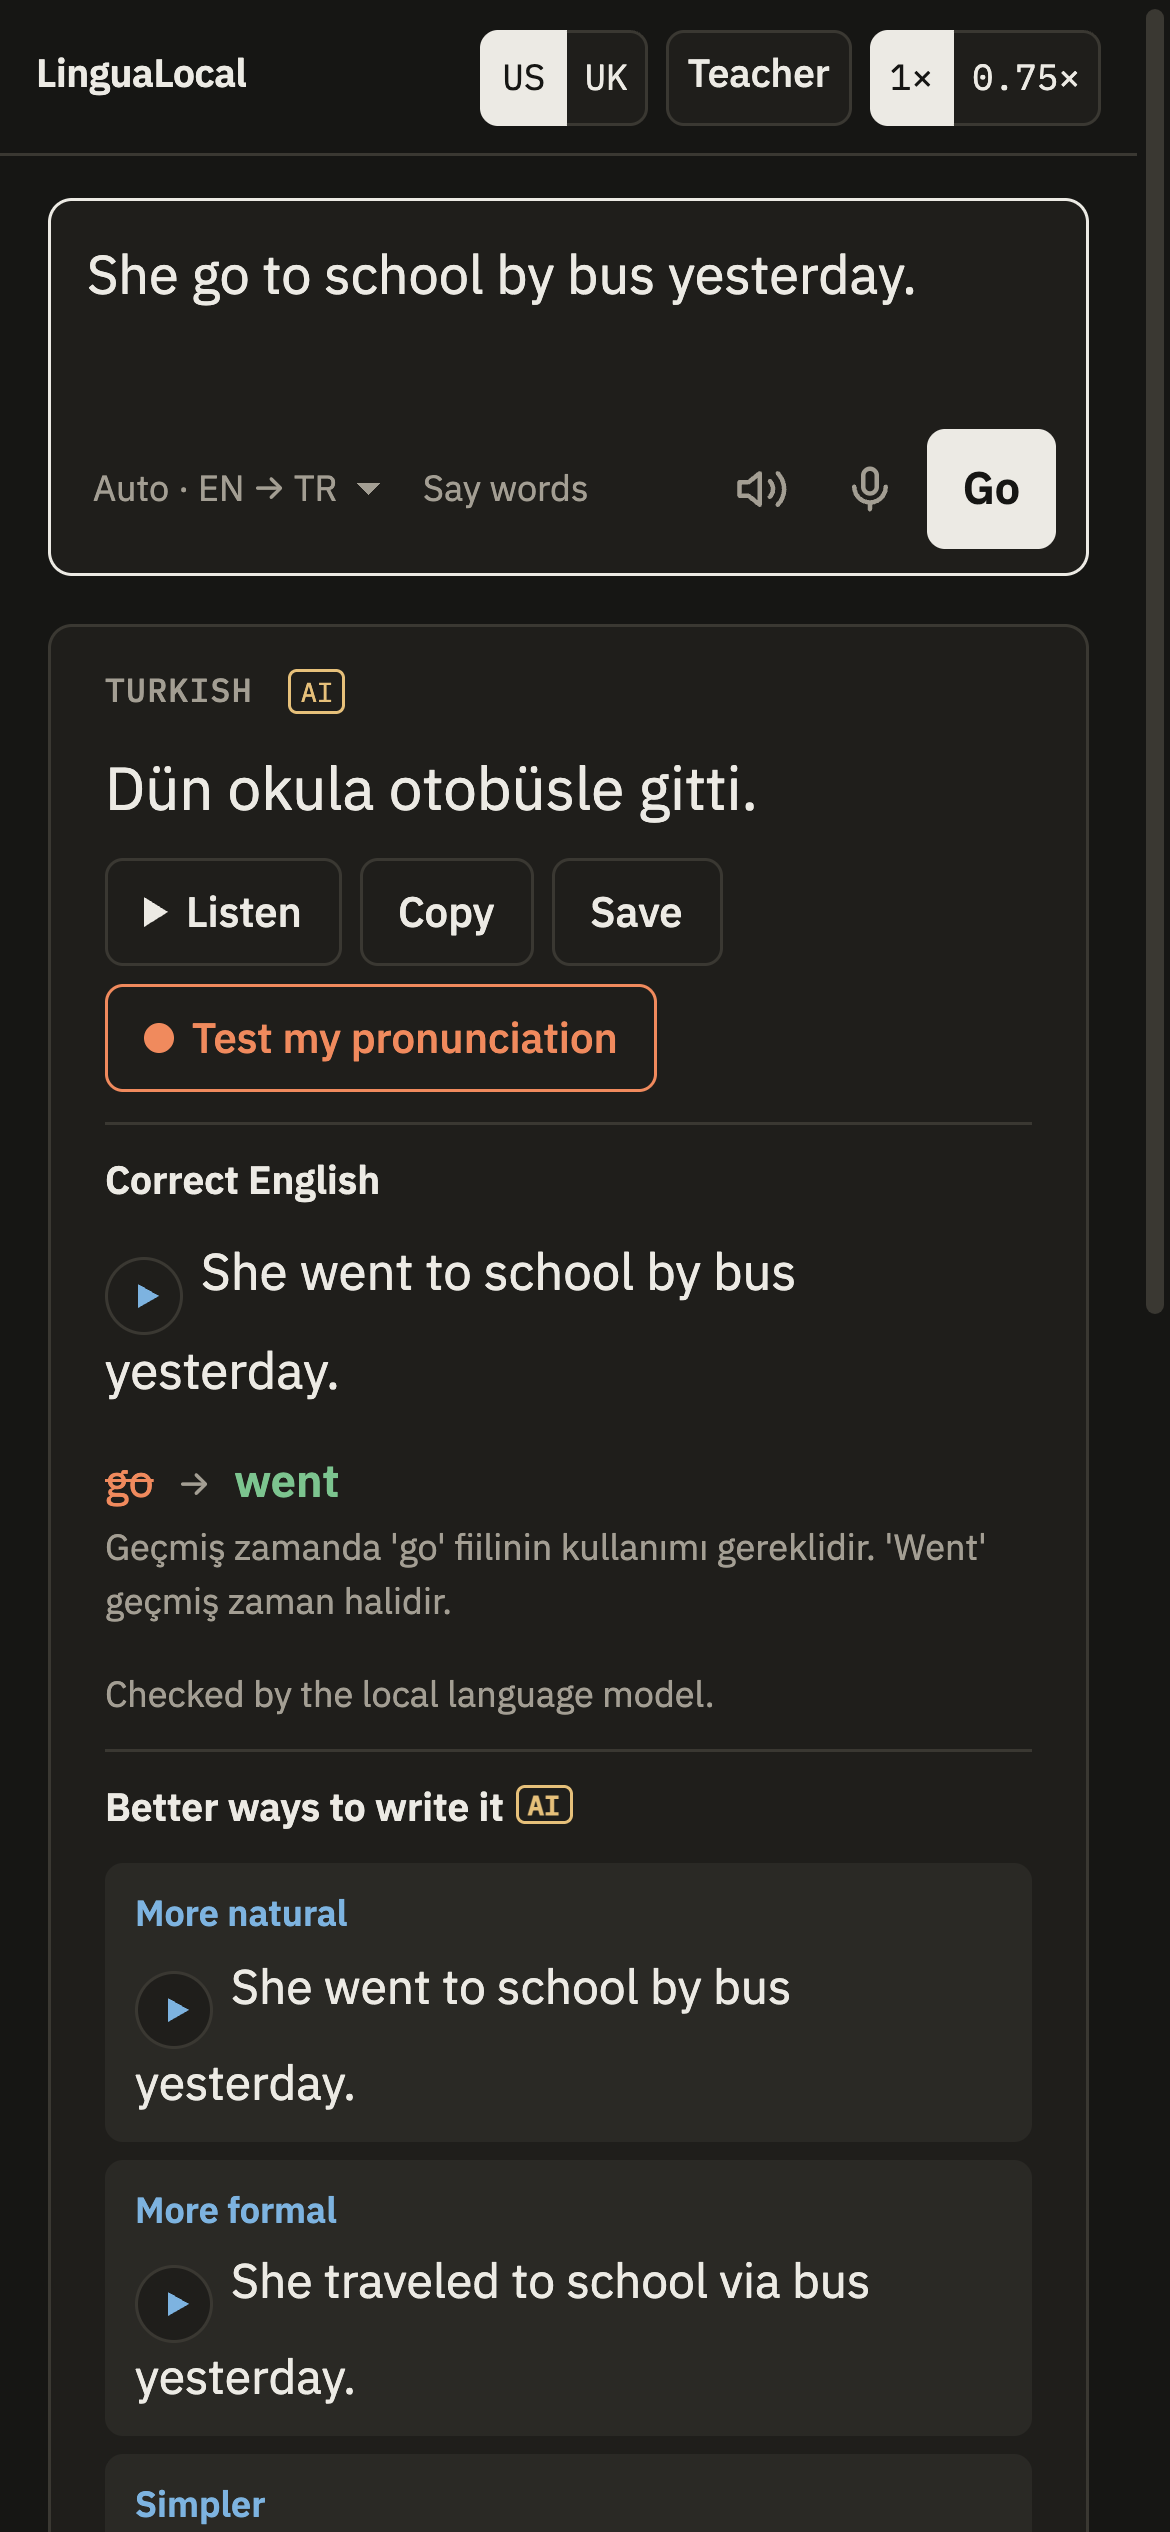 LinguaLocal US UK Teacher 1× 0.75×
She go to school by bus yesterday.
Auto · EN → TR Say words Go
TURKISH AI
Dün okula otobüsle gitti.
Listen Copy Save
Test my pronunciation
Correct English
She went to school by bus
yesterday.
go → went
Geçmiş zamanda 'go' fiilinin kullanımı gereklidir. 'Went'
geçmiş zaman halidir.
Checked by the local language model.
Better ways to write it AI
More natural
She went to school by bus
yesterday.
More formal
She traveled to school via bus
yesterday.
Simpler